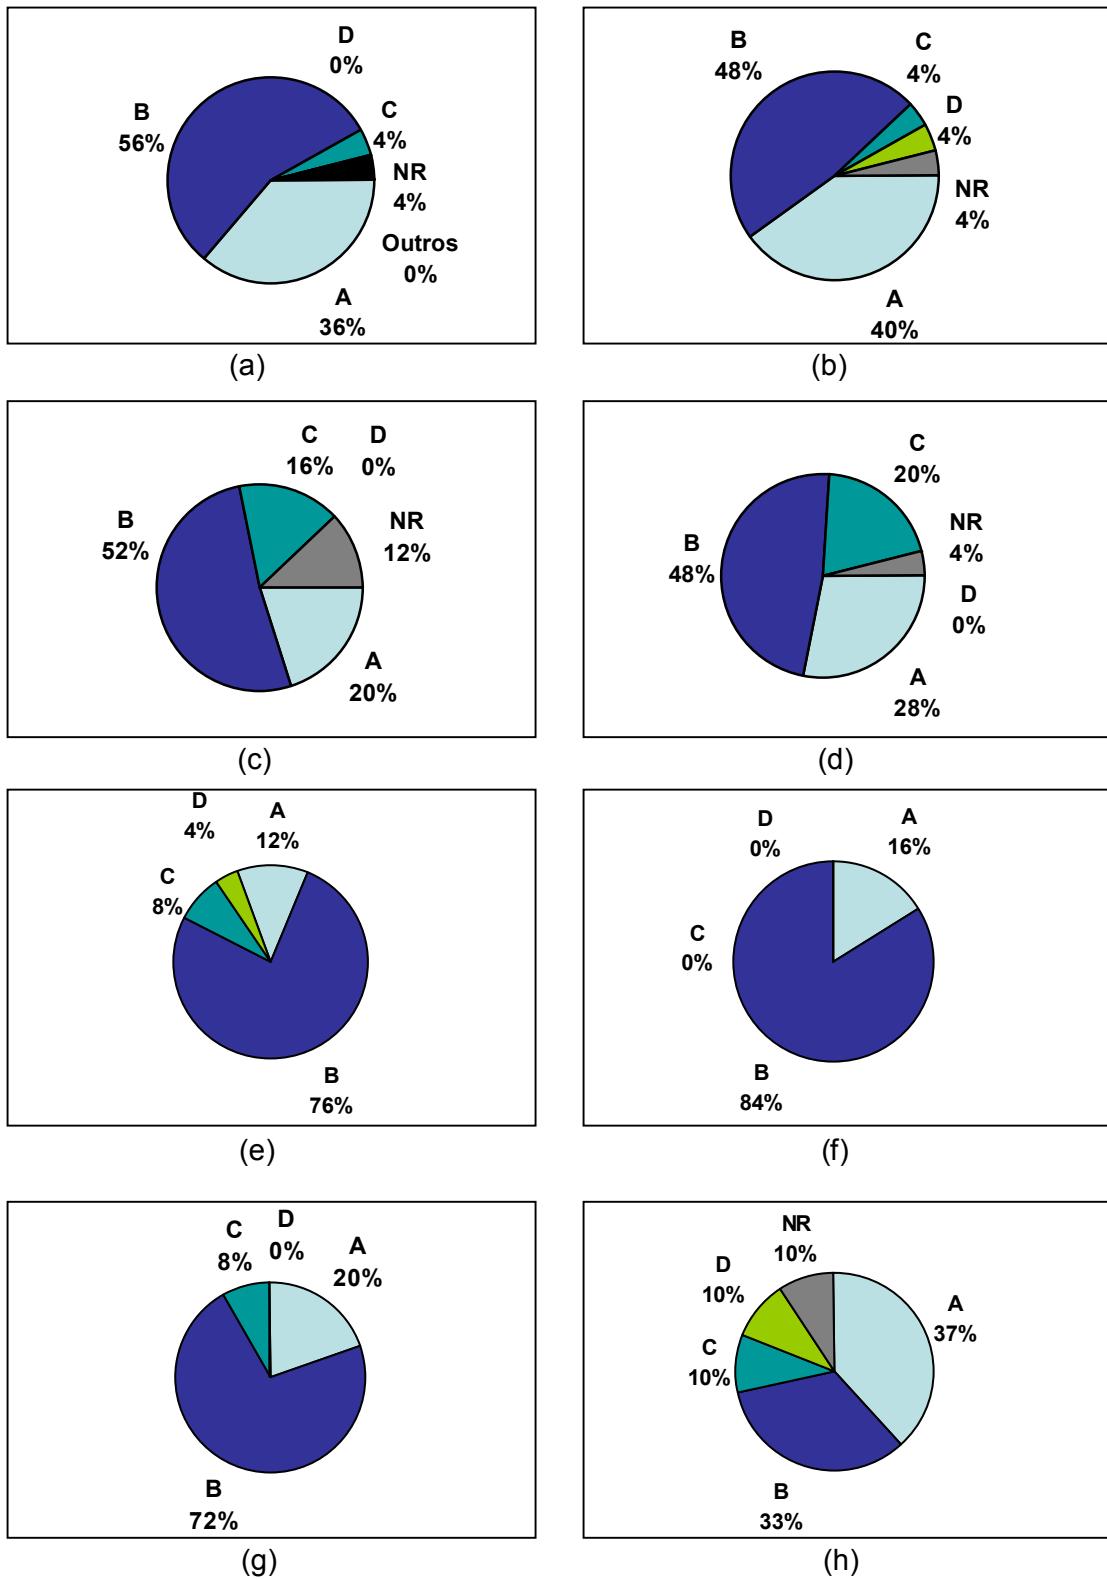 D
0%
B
56%
C
4%
NR
4%
Outros
0%
A
36%
(a)
B
48%
C
4%
D
4%
NR
4%
A
40%
(b)
C
16%
D
0%
B
52%
NR
12%
A
20%
(c)
C
20%
NR
4%
B
48%
D
0%
A
28%
(d)
D
4%
A
12%
C
8%
B
76%
(e)
D
0%
A
16%
C
0%
B
84%
(f)
D
0%
C
8%
A
20%
B
72%
(g)
NR
10%
D
10%
A
37%
C
10%
B
33%
(h)